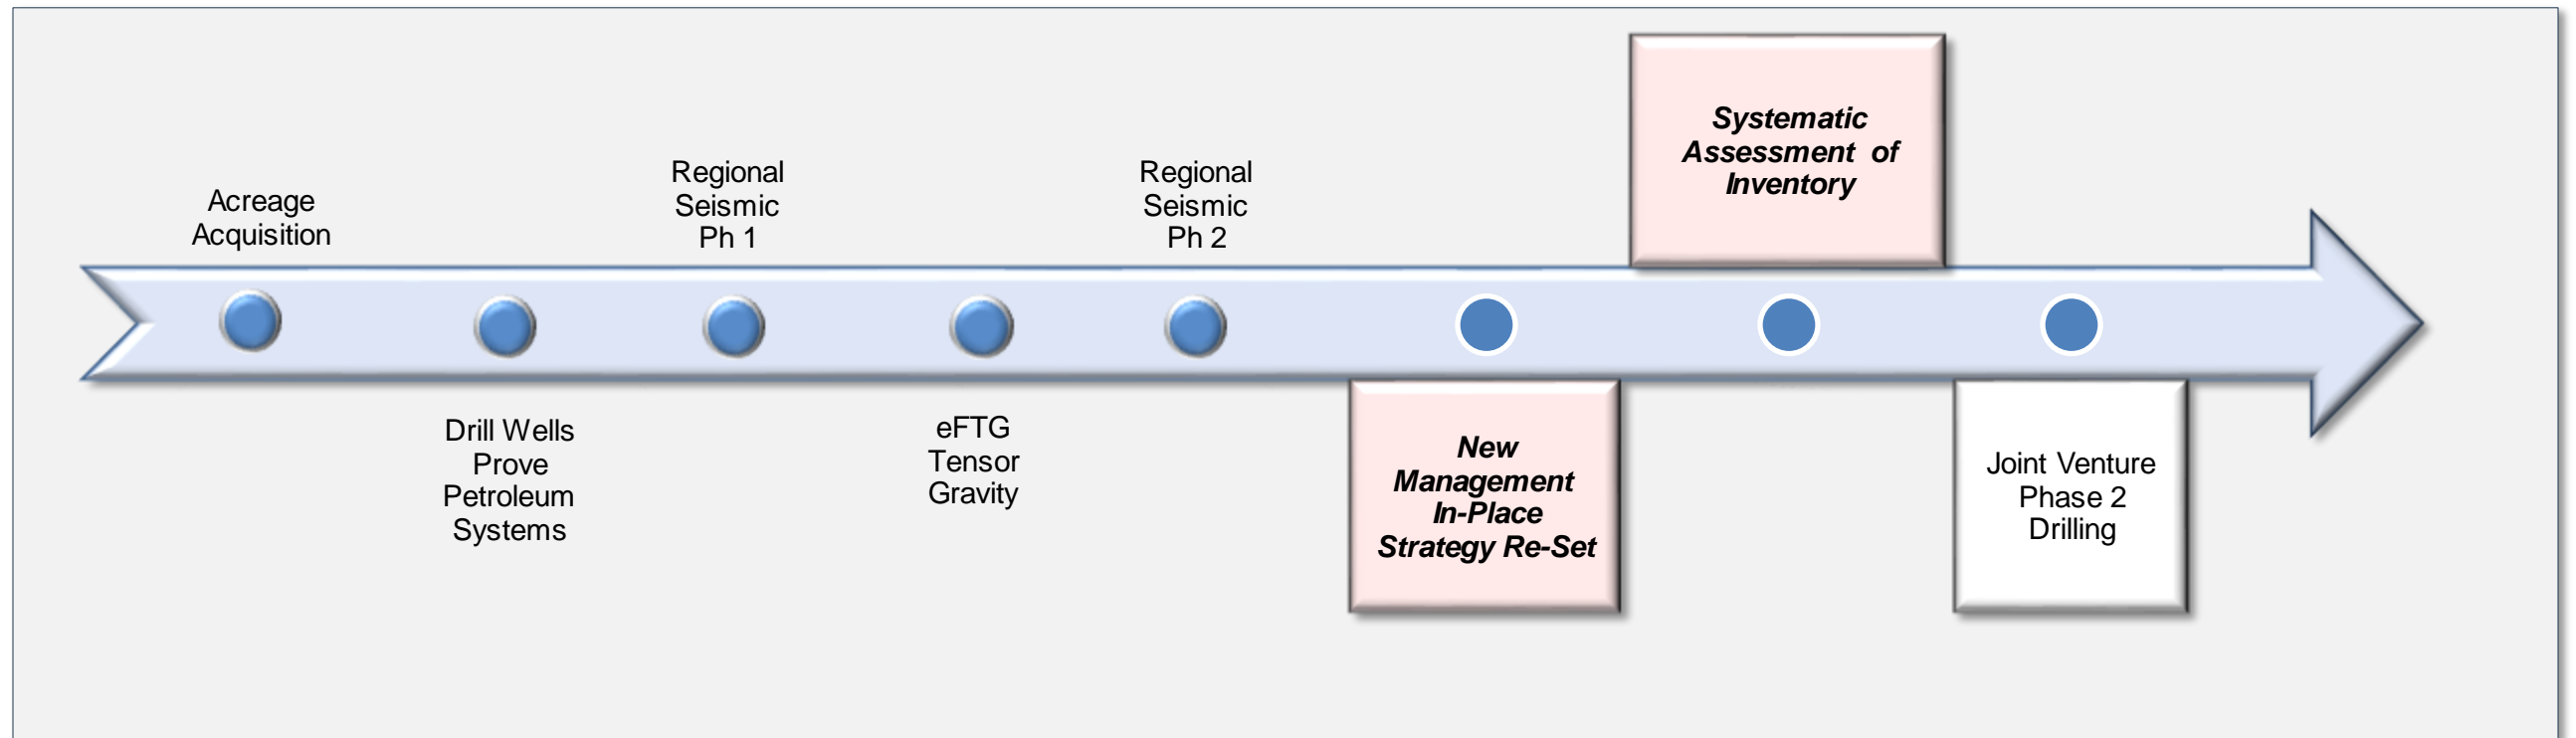 Acreage
Acquisition
Drill Wells
Prove
Petroleum
Systems
Regional
Seismic
Ph 1
eFTG
Tensor
Gravity
Regional
Seismic
Ph 2
New
Management
In-Place
Strategy Re-Set
Systematic
Assessment of
Inventory
Joint Venture
Phase 2
Drilling